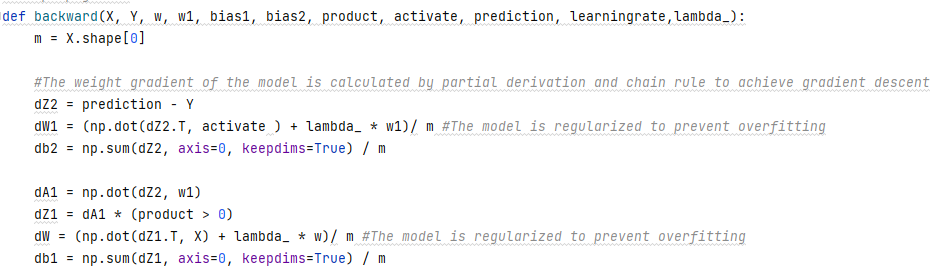 def backward(X, Y, w, w1, bias1, bias2, product, activate, prediction, learningrate,lambda_):
    m = X.shape[0]
    #The weight gradient of the model is calculated by partial derivation and chain rule to achieve gradient descent
    dZ2 = prediction - Y
    dW1 = (np.dot(dZ2.T, activate ) + lambda_ * w1)/ m #The model is regularized to prevent overfitting
    db2 = np.sum(dZ2, axis=0, keepdims=True) / m
    dA1 = np.dot(dZ2, w1)
    dZ1 = dA1 * (product > 0)
    dW = (np.dot(dZ1.T, X) + lambda_ * w)/ m #The model is regularized to prevent overfitting
    db1 = np.sum(dZ1, axis=0, keepdims=True) / m